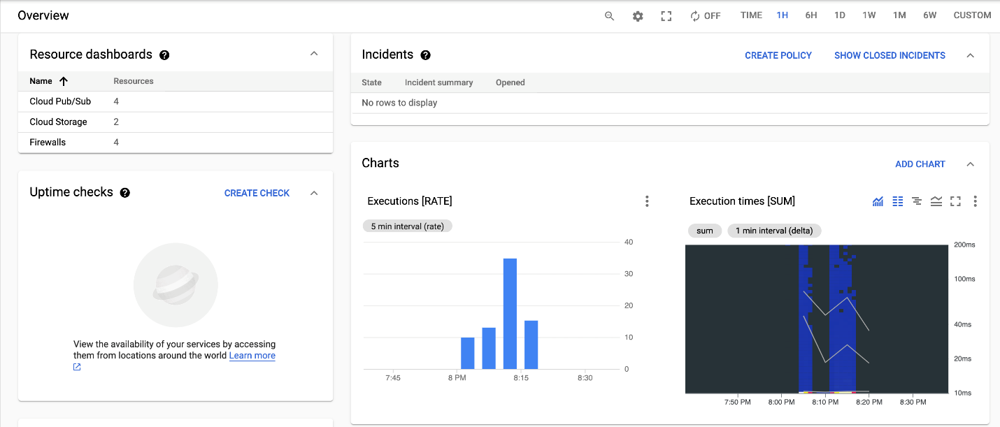 Overview
OFF TIME 1H 6H 1D 1W 1M 6W CUSTOM
Resource dashboards ?
Name Resources
Cloud Pub/Sub 4
Cloud Storage 2
Firewalls 4
Uptime checks ? CREATE CHECK
View the availability of your services by accessing
them from locations around the world Learn more
Incidents ? CREATE POLICY SHOW CLOSED INCIDENTS
State Incident summary Opened
No rows to display
Charts ADD CHART
Executions [RATE]
5 min interval (rate)
40
30
20
10
0
7:45 8 PM 8:15 8:30
Execution times [SUM]
sum 1 min interval (delta)
200ms
100ms
40ms
20ms
10ms
7:50 PM 8:00 PM 8:10 PM 8:20 PM 8:30 PM